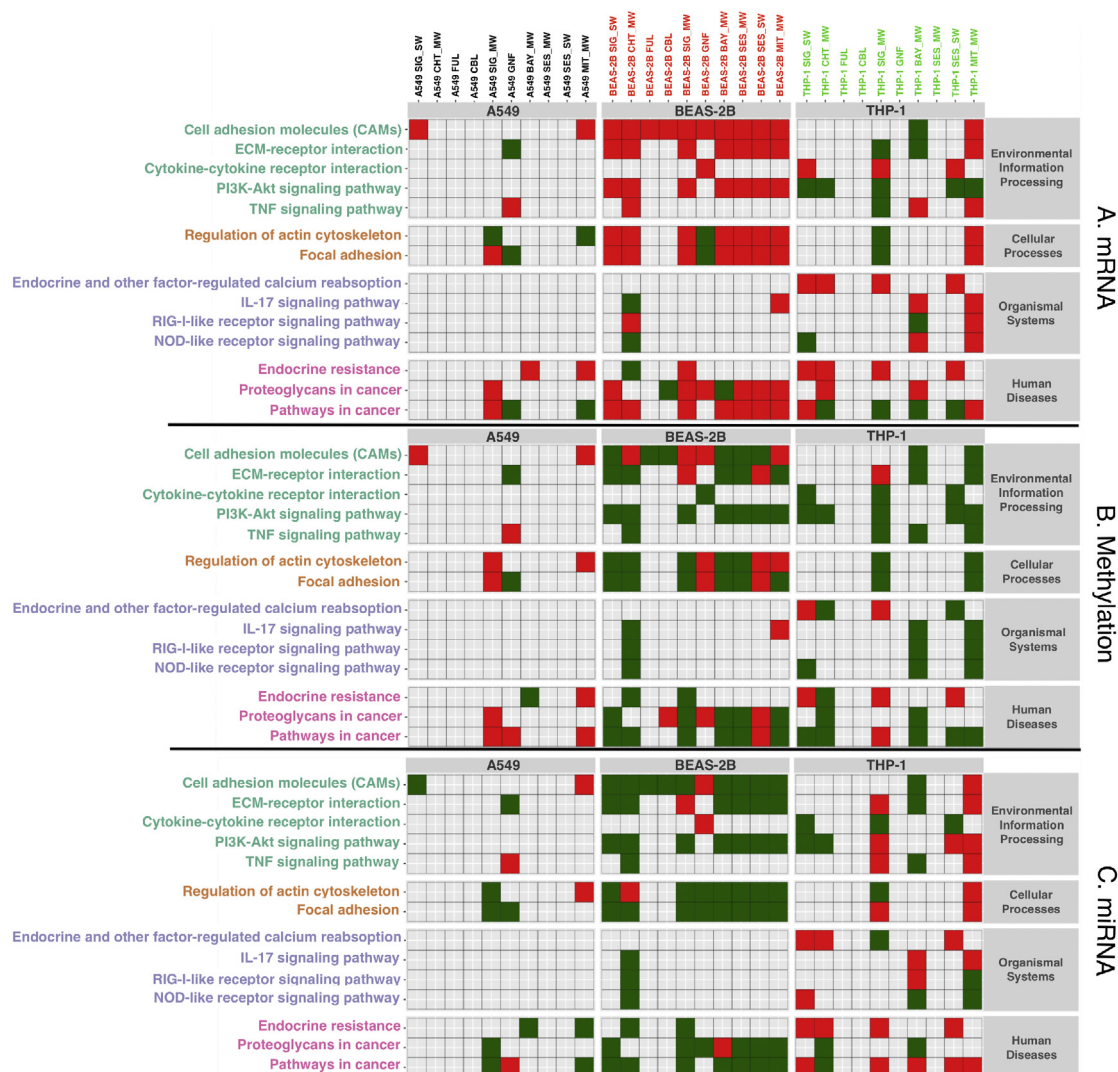 A549 SIG_SW
A549 CHT_MW
A549 FUL
A549 CBL
A549 SIG_MW
A549 GNF
A549 BAY_MW
A549 SES_MW
A549 SES_SW
A549 MIT_MW
BEAS-2B SIG_SW
BEAS-2B CHT_MW
BEAS-2B FUL
BEAS-2B CBL
BEAS-2B SIG_MW
BEAS-2B GNF
BEAS-2B BAY_MW
BEAS-2B SES_MW
BEAS-2B SES_SW
BEAS-2B MIT_MW
THP-1 SIG_SW
THP-1 CHT_MW
THP-1 FUL
THP-1 CBL
THP-1 SIG_MW
THP-1 GNF
THP-1 BAY_MW
THP-1 SES_MW
THP-1 SES_SW
THP-1 MIT_MW
A549 BEAS-2B THP-1
Cell adhesion molecules (CAMs)
ECM-receptor interaction
Cytokine-cytokine receptor interaction
PI3K-Akt signaling pathway
TNF signaling pathway
Environmental
Information
Processing
Regulation of actin cytoskeleton
Focal adhesion
Cellular
Processes
Endocrine and other factor-regulated calcium reabsoption
IL-17 signaling pathway
RIG-I-like receptor signaling pathway
NOD-like receptor signaling pathway
Organismal
Systems
Endocrine resistance
Proteoglycans in cancer
Pathways in cancer
Human
Diseases
A. mRNA
A549 BEAS-2B THP-1
Cell adhesion molecules (CAMs)
ECM-receptor interaction
Cytokine-cytokine receptor interaction
PI3K-Akt signaling pathway
TNF signaling pathway
Environmental
Information
Processing
Regulation of actin cytoskeleton
Focal adhesion
Cellular
Processes
Endocrine and other factor-regulated calcium reabsoption
IL-17 signaling pathway
RIG-I-like receptor signaling pathway
NOD-like receptor signaling pathway
Organismal
Systems
Endocrine resistance
Proteoglycans in cancer
Pathways in cancer
Human
Diseases
B. Methylation
A549 BEAS-2B THP-1
Cell adhesion molecules (CAMs)
ECM-receptor interaction
Cytokine-cytokine receptor interaction
PI3K-Akt signaling pathway
TNF signaling pathway
Environmental
Information
Processing
Regulation of actin cytoskeleton
Focal adhesion
Cellular
Processes
Endocrine and other factor-regulated calcium reabsoption
IL-17 signaling pathway
RIG-I-like receptor signaling pathway
NOD-like receptor signaling pathway
Organismal
Systems
Endocrine resistance
Proteoglycans in cancer
Pathways in cancer
Human
Diseases
C. miRNA